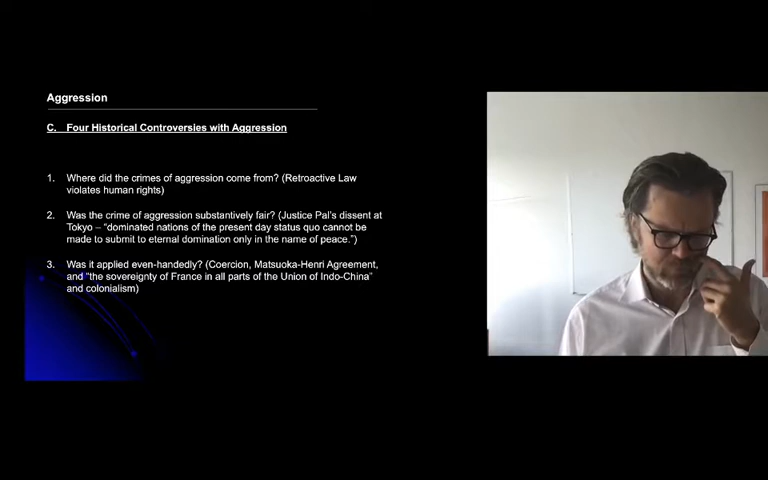 Aggression
C. Four Historical Controversies with Aggression
1. Where did the crimes of aggression come from? (Retroactive Law
violates human rights)
2. Was the crime of aggression substantively fair? (Justice Pal's dissent at
Tokyo – "dominated nations of the present day status quo cannot be
made to submit to eternal domination only in the name of peace.")
3. Was it applied even-handedly? (Coercion, Matsuoka-Henri Agreement,
and "the sovereignty of France in all parts of the Union of Indo-China"
and colonialism)